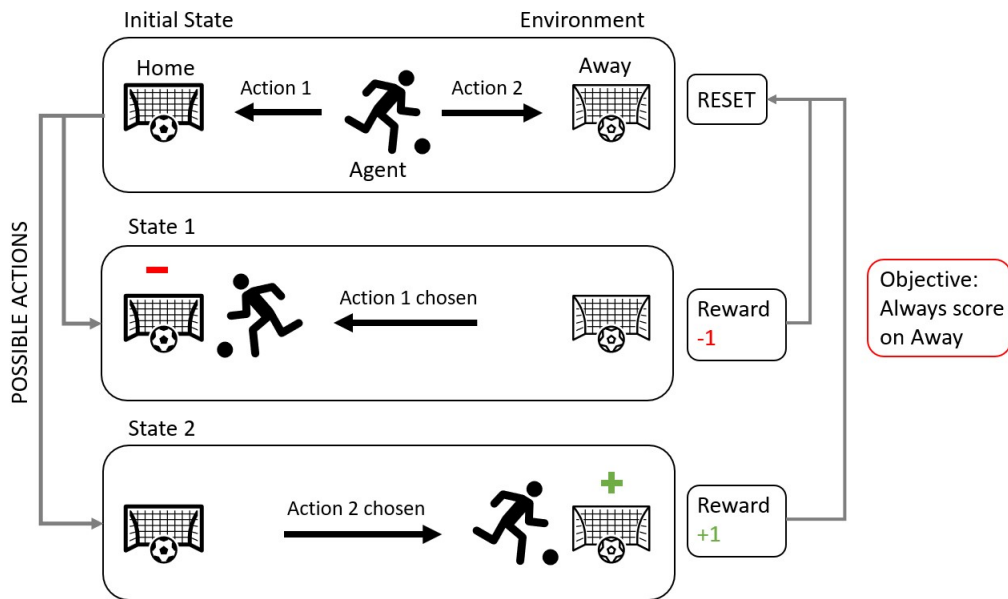 Initial State
Environment
Home
Action 1
Action 2
Away
Agent
RESET
POSSIBLE ACTIONS
State 1
Action 1 chosen
Reward
-1
Objective:
Always score
on Away
State 2
Action 2 chosen
Reward
+1